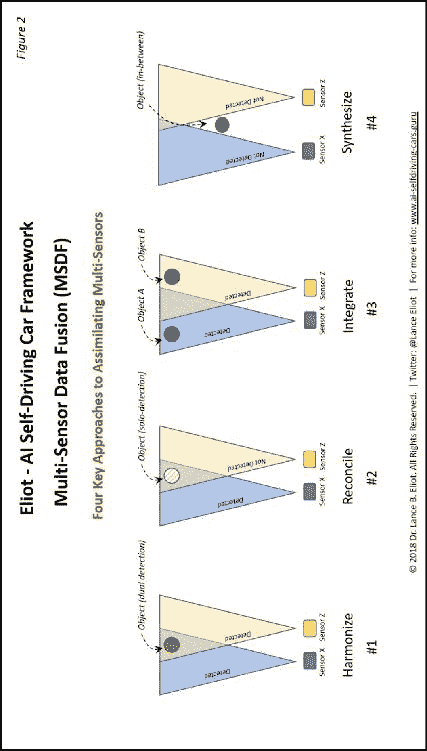 Figure 2
Eliot - AI Self-Driving Car Framework
Multi-Sensor Data Fusion (MSDF)
Four Key Approaches to Assimilating Multi-Sensors
Object (dual detection)
Detected
Detected
Sensor X
Sensor Z
Harmonize
#1
Object (solo-detection)
Detected
Not Detected
Sensor X
Sensor Z
Reconcile
#2
Object A
Object B
Detected
Detected
Sensor X
Sensor Z
Integrate
#3
Object (in-between)
Not Detected
Not Detected
Sensor X
Sensor Z
Synthesize
#4
© 2018 Dr. Lance B. Eliot. All Rights Reserved. | Twitter: @Lance Eliot | For more info: www.ai-selfdriving-cars.guru